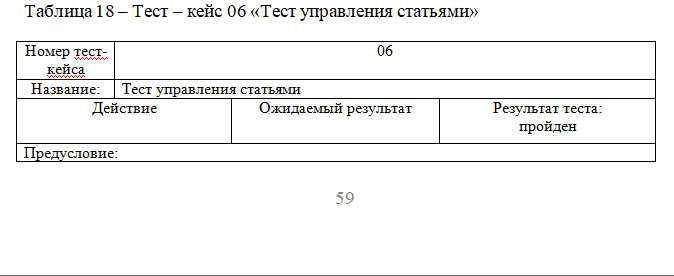 Таблица 18 – Тест – кейс 06 «Тест управления статьями»
Номер тест-
кейса
06
Название:
Тест управления статьями
Действие
Ожидаемый результат
Результат теста:
пройден
Предусловие:
59